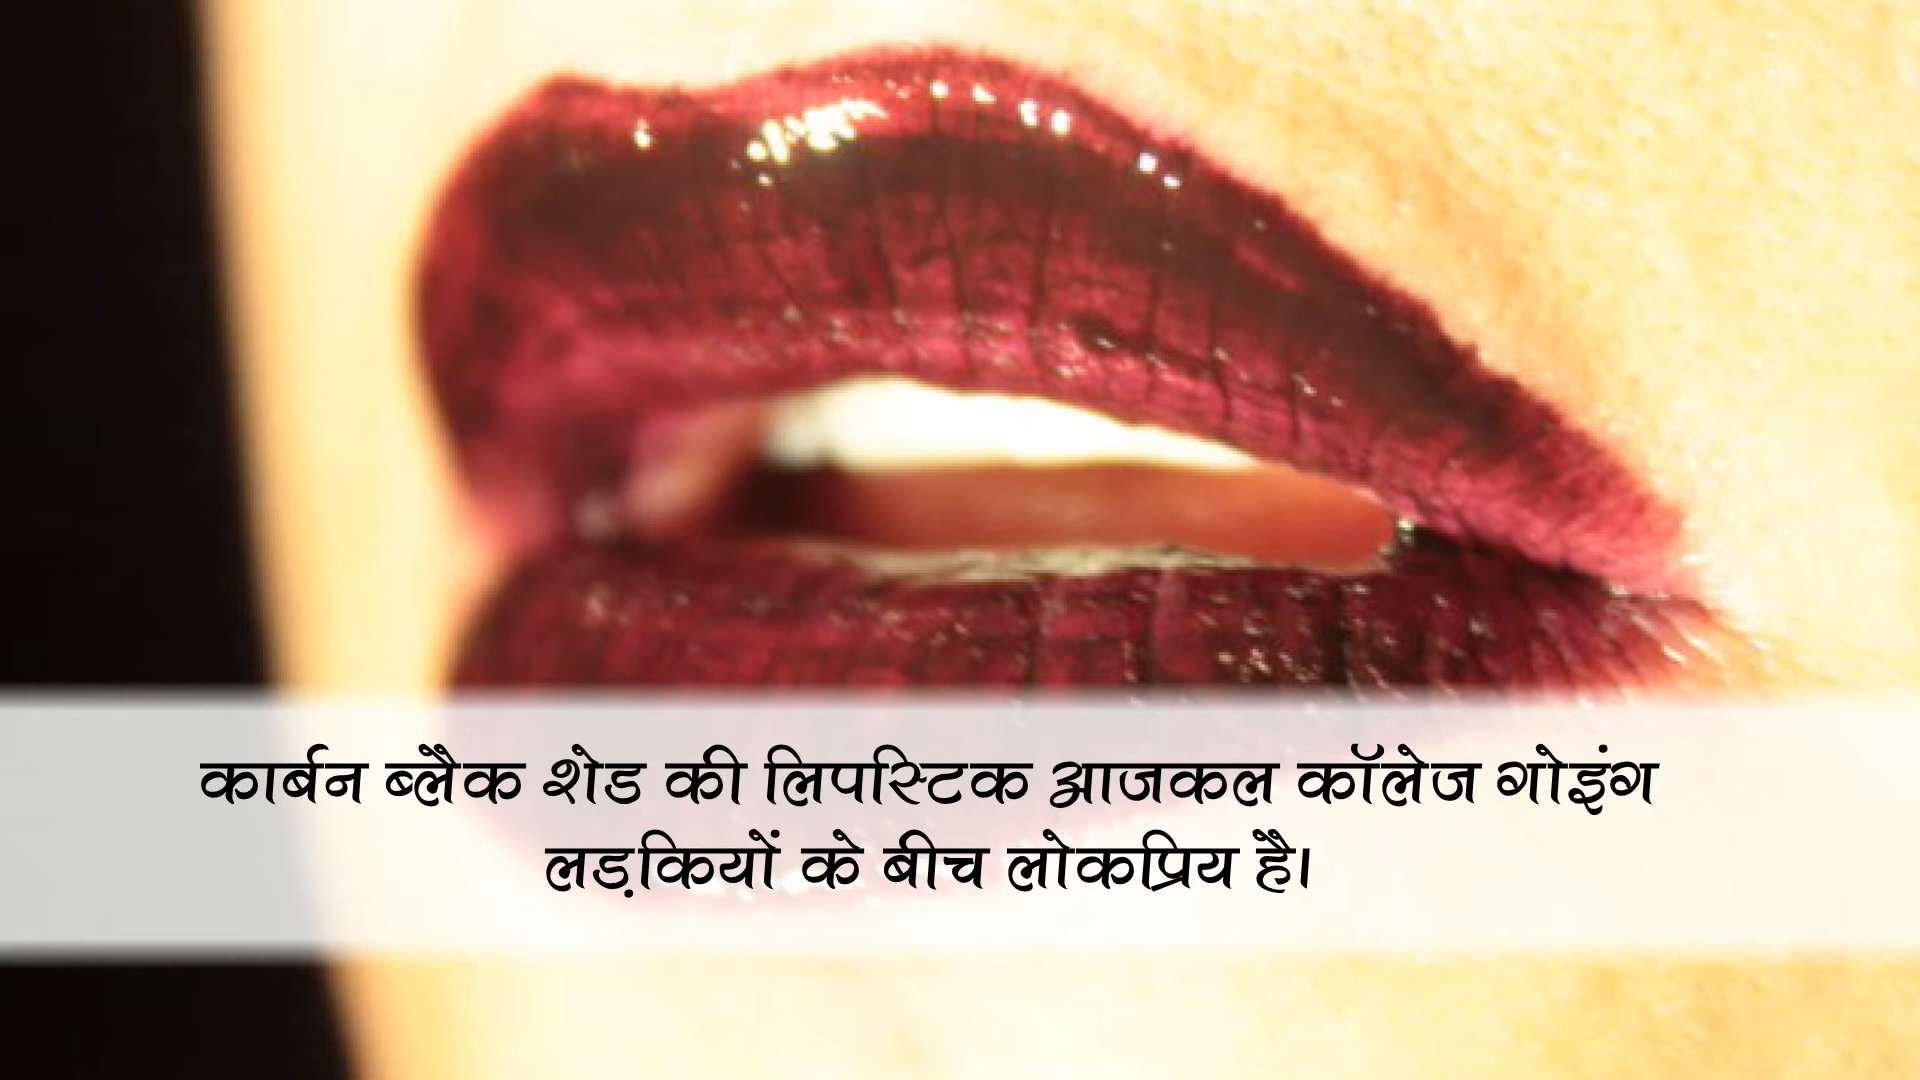 कार्बन ब्लैक शेड की लिपस्टिक आजकल कॉलेज गोइंग
लड़कियों के बीच लोकप्रिय है।